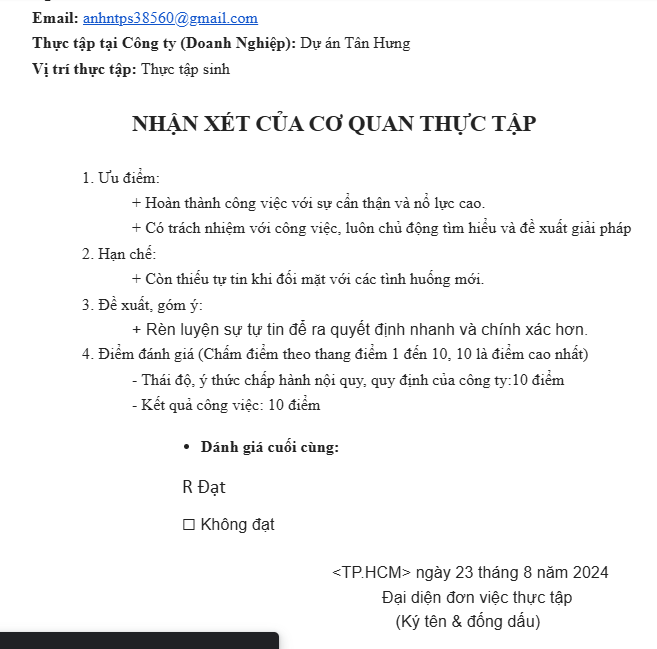 Email: anhntps38560@gmail.com
Thực tập tại Công ty (Doanh Nghiệp): Dự án Tân Hưng
Vị trí thực tập: Thực tập sinh
NHẬN XÉT CỦA CƠ QUAN THỰC TẬP
1. Ưu điểm:
+ Hoàn thành công việc với sự cẩn thận và nổ lực cao.
+ Có trách nhiệm với công việc, luôn chủ động tìm hiểu và đề xuất giải pháp
2. Hạn chế:
+ Còn thiếu tự tin khi đối mặt với các tình huống mới.
3. Đề xuất, góm ý:
+ Rèn luyện sự tự tin để ra quyết định nhanh và chính xác hơn.
4. Điểm đánh giá (Chấm điểm theo thang điểm 1 đến 10, 10 là điểm cao nhất)
- Thái độ, ý thức chấp hành nội quy, quy định của công ty:10 điểm
- Kết quả công việc: 10 điểm
• Dánh giá cuối cùng:
R Đạt
☐ Không đạt
<TP.HCM> ngày 23 tháng 8 năm 2024
Đại diện đơn việc thực tập
(Ký tên & đống dấu)